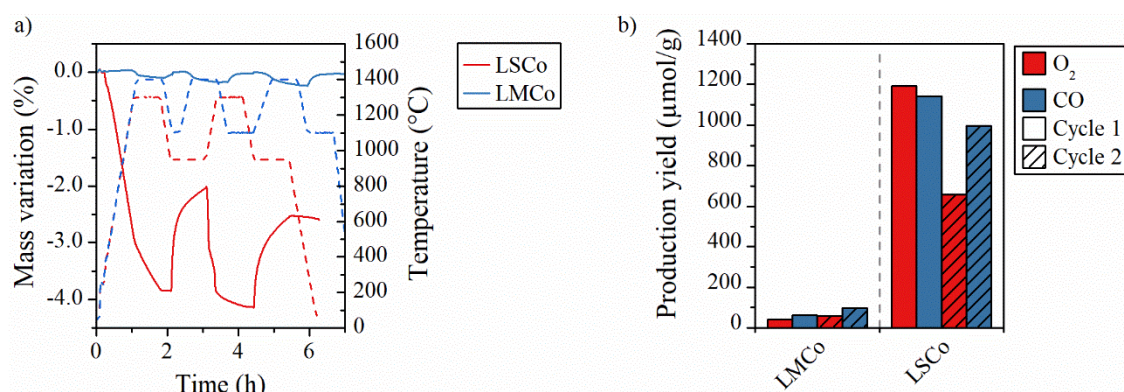 a)
Mass variation (%)
0.0
-1.0
-2.0
-3.0
-4.0
0
2
4
6
Time (h)
1600
1400
1200
1000
800
600
400
200
0
Temperature (°C)
LSCo
LMCo
b)
Production yield (µmol/g)
1400
1200
1000
800
600
400
200
0
LMCo
LSCo
O₂
CO
Cycle 1
Cycle 2